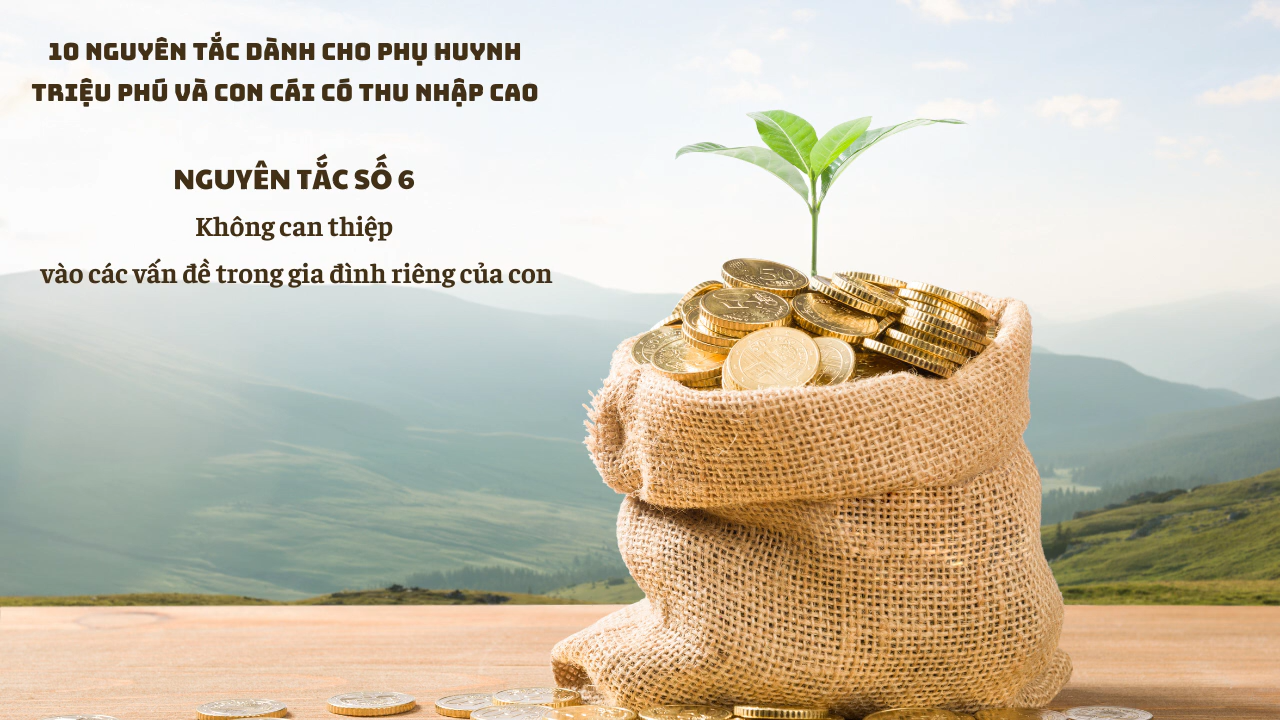 10 NGUYÊN TẮC DÀNH CHO PHỤ HUYNH
TRIỆU PHÚ VÀ CON CÁI CÓ THU NHẬP CAO
NGUYÊN TẮC SỐ 6
Không can thiệp
vào các vấn đề trong gia đình riêng của con